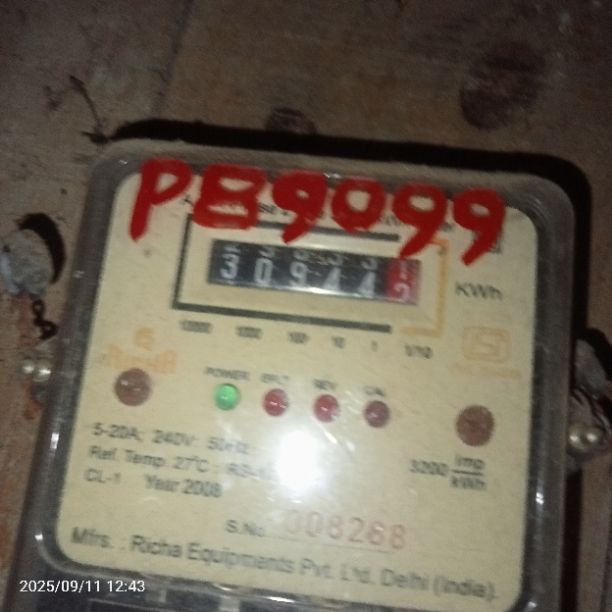 PB9099
30944
KWh
10000 1000 100 10 1 1/10
POWER REV CAL
5-20A; 240V; 50Hz
Ref. Temp. 27°C
3200 imp/kWh
CL-1 Year 2008
S.No. 008268
Mfrs. : Richa Equipments Pvt. Ltd. Delhi (India).
2025/09/11 12:43